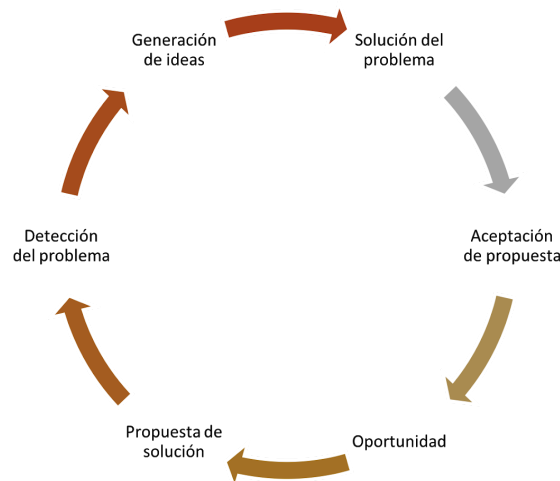 Generación
de ideas
Solución del
problema
Aceptación
de propuesta
Oportunidad
Propuesta de
solución
Detección
del problema